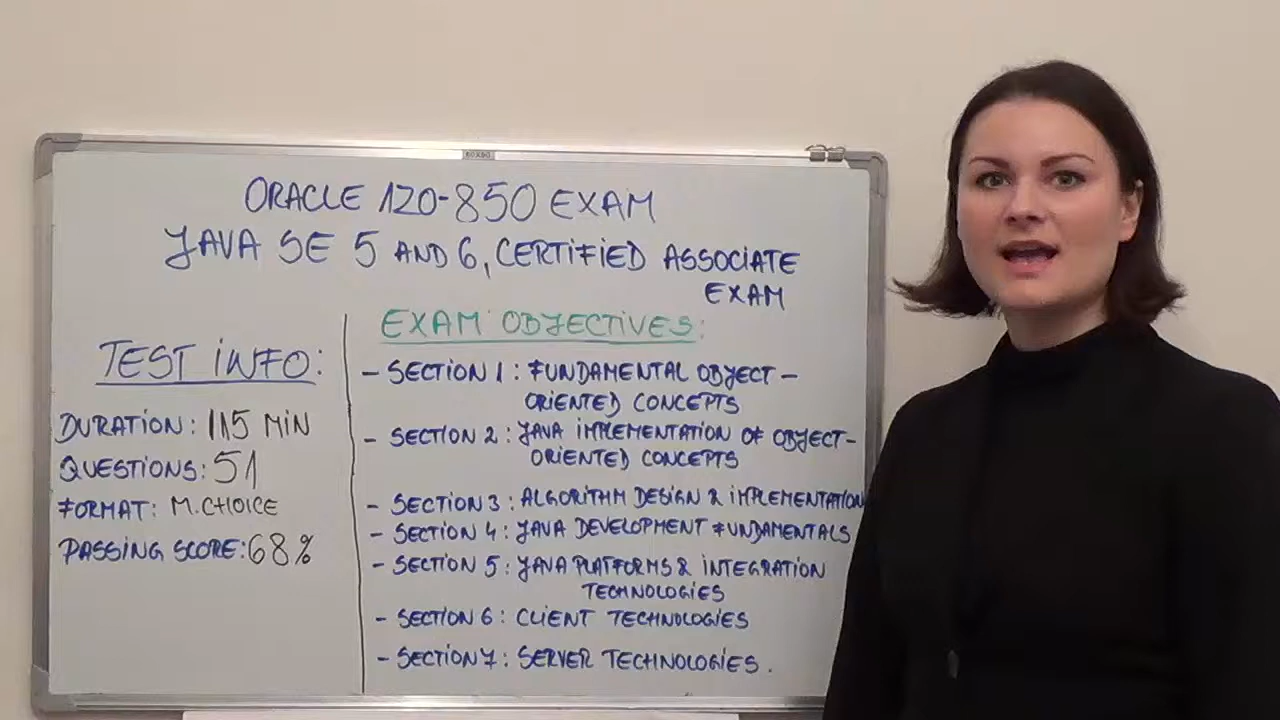 ORACLE 1Z0-850 EXAM
JAVA SE 5 AND 6, CERTIFIED ASSOCIATE
EXAM
TEST INFO:
DURATION: 115 MIN
QUESTIONS: 51
FORMAT: M. CHOICE
PASSING SCORE: 68%
EXAM OBJECTIVES:
- SECTION 1: FUNDAMENTAL OBJECT-
ORIENTED CONCEPTS
- SECTION 2: JAVA IMPLEMENTATION OF OBJECT-
ORIENTED CONCEPTS
- SECTION 3: ALGORITHM DESIGN & IMPLEMENTATION
- SECTION 4: JAVA DEVELOPMENT FUNDAMENTALS
- SECTION 5: JAVA PLATFORMS & INTEGRATION
TECHNOLOGIES
- SECTION 6: CLIENT TECHNOLOGIES
- SECTION 7: SERVER TECHNOLOGIES.